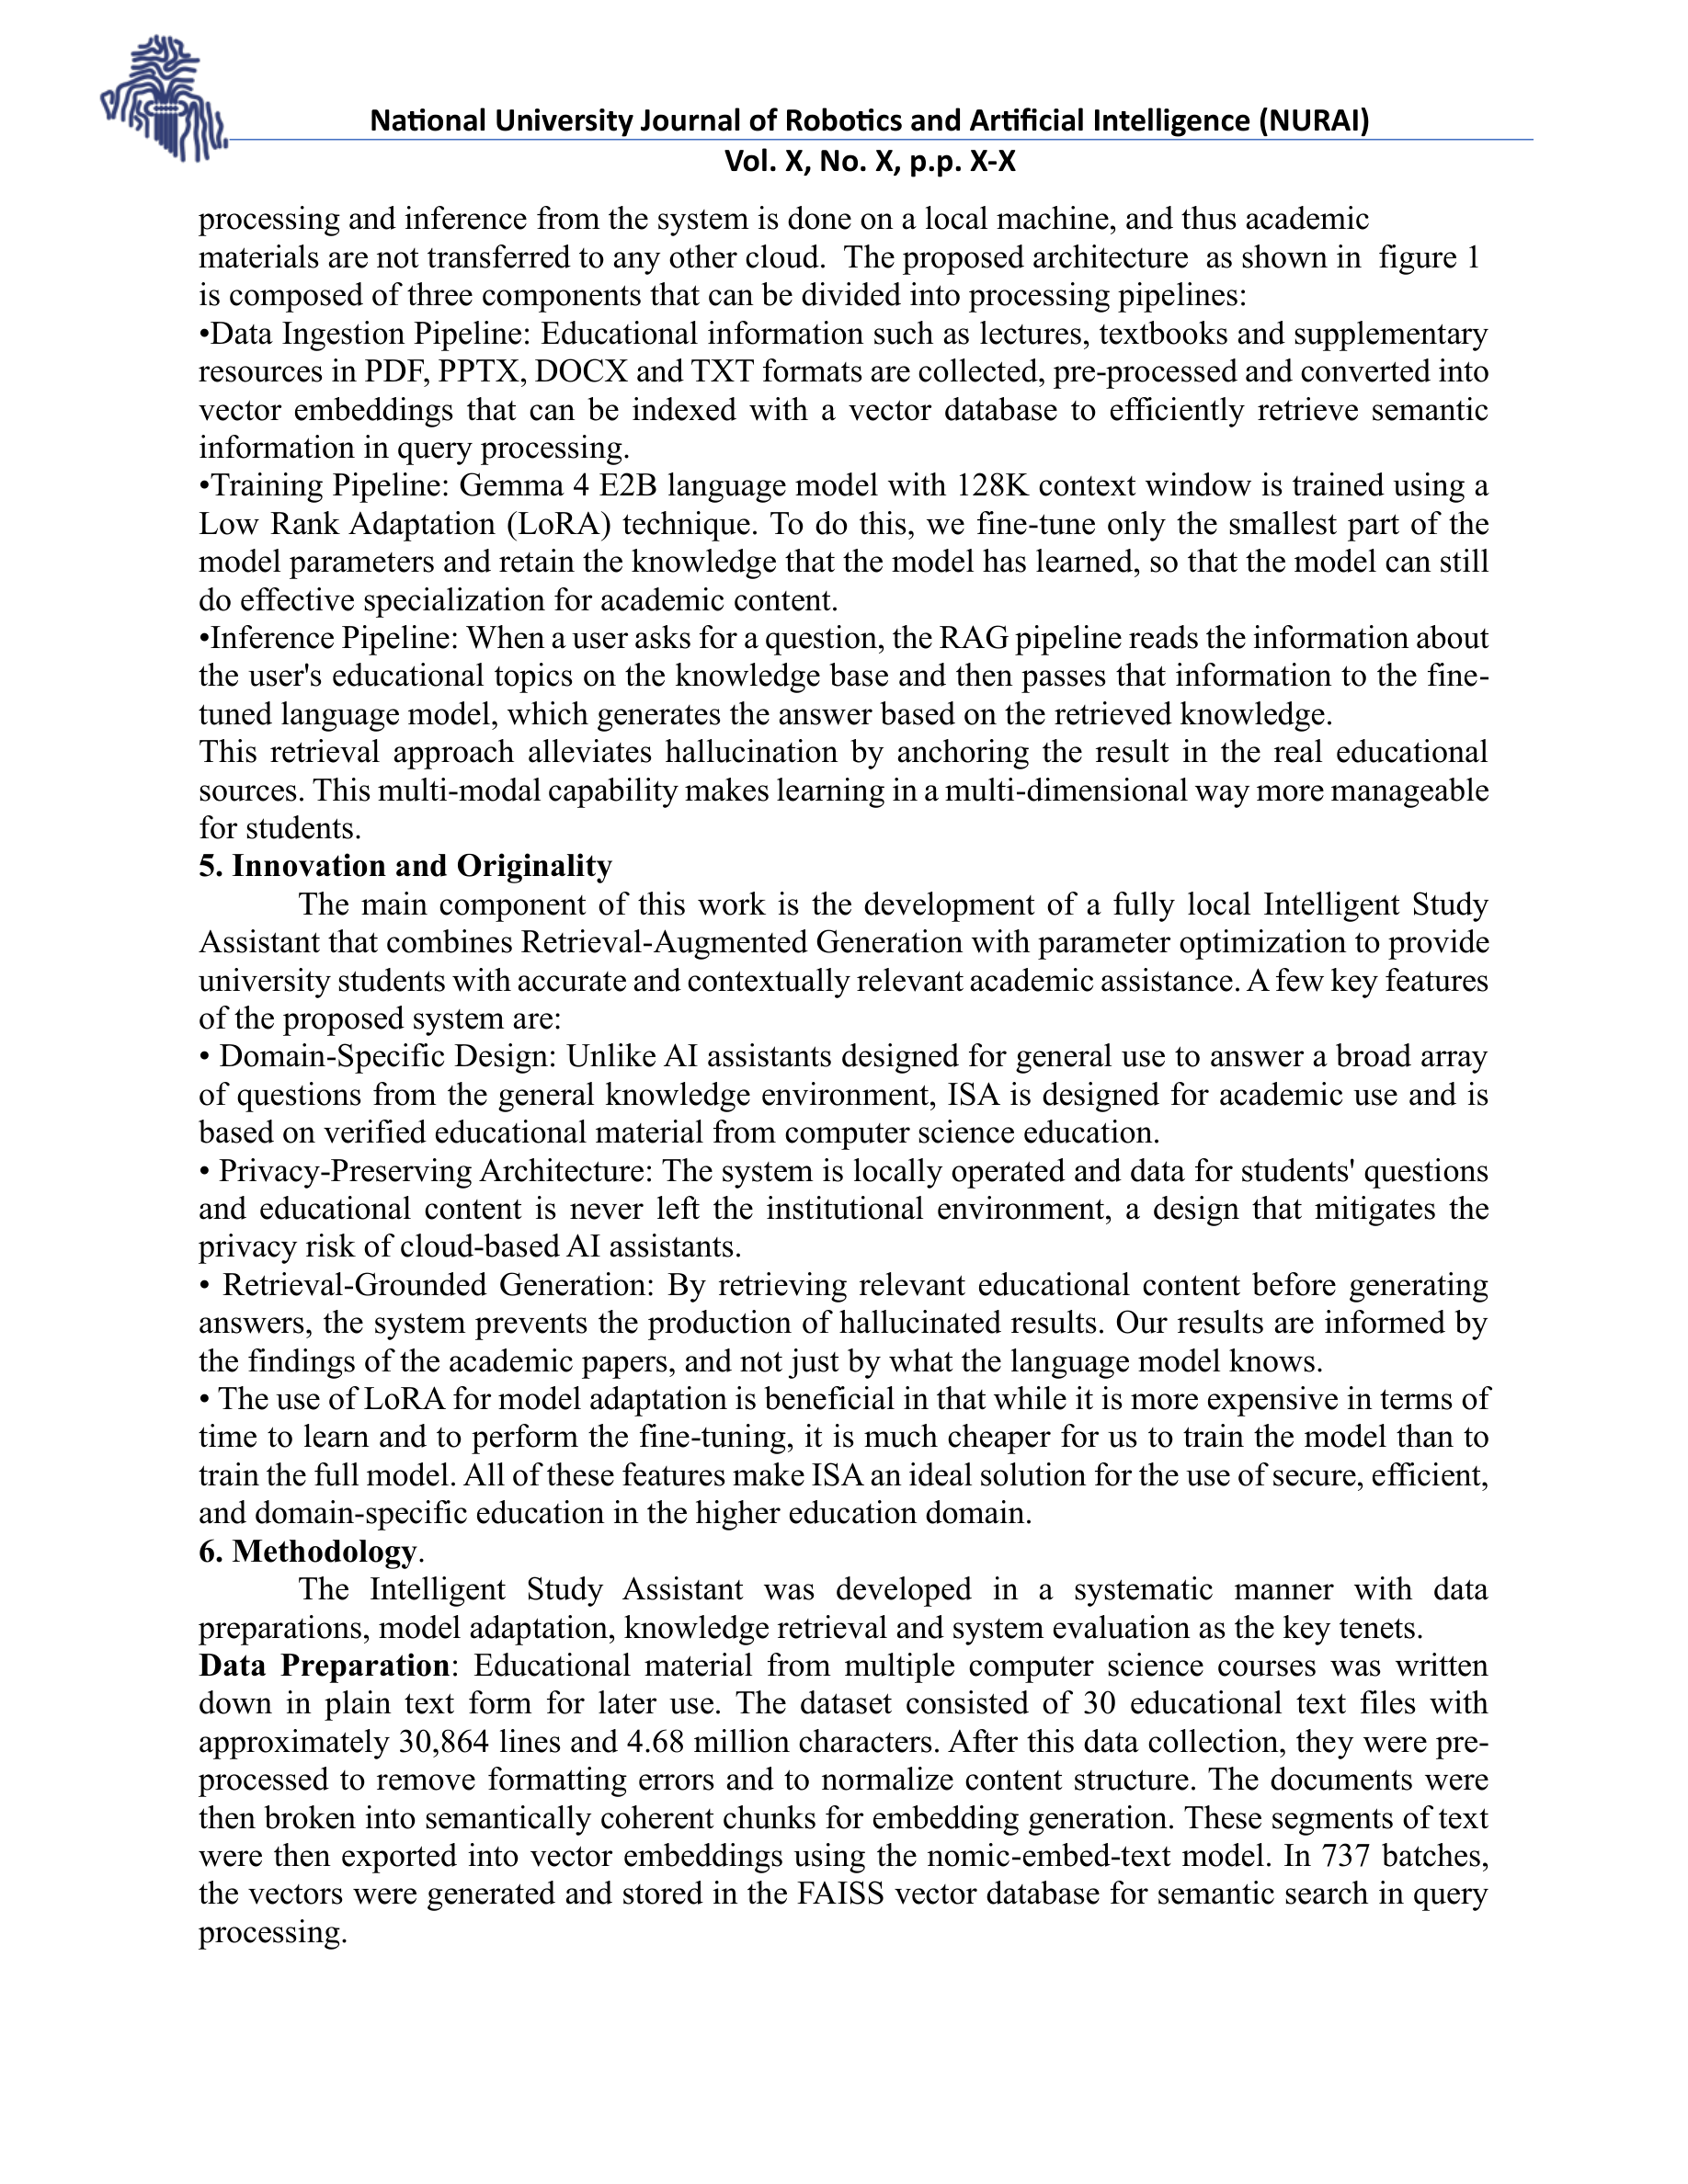 National University Journal of Robotics and Artificial Intelligence (NURAI)
Vol. X, No. X, p.p. X-X
processing and inference from the system is done on a local machine, and thus academic
materials are not transferred to any other cloud.  The proposed architecture  as shown in  figure 1
is composed of three components that can be divided into processing pipelines:
•Data Ingestion Pipeline: Educational information such as lectures, textbooks and supplementary
resources in PDF, PPTX, DOCX and TXT formats are collected, pre-processed and converted into
vector embeddings that can be indexed with a vector database to efficiently retrieve semantic
information in query processing.
•Training Pipeline: Gemma 4 E2B language model with 128K context window is trained using a
Low Rank Adaptation (LoRA) technique. To do this, we fine-tune only the smallest part of the
model parameters and retain the knowledge that the model has learned, so that the model can still
do effective specialization for academic content.
•Inference Pipeline: When a user asks for a question, the RAG pipeline reads the information about
the user's educational topics on the knowledge base and then passes that information to the fine-
tuned language model, which generates the answer based on the retrieved knowledge.
This retrieval approach alleviates hallucination by anchoring the result in the real educational
sources. This multi-modal capability makes learning in a multi-dimensional way more manageable
for students.
5. Innovation and Originality
The main component of this work is the development of a fully local Intelligent Study
Assistant that combines Retrieval-Augmented Generation with parameter optimization to provide
university students with accurate and contextually relevant academic assistance. A few key features
of the proposed system are:
• Domain-Specific Design: Unlike AI assistants designed for general use to answer a broad array
of questions from the general knowledge environment, ISA is designed for academic use and is
based on verified educational material from computer science education.
• Privacy-Preserving Architecture: The system is locally operated and data for students' questions
and educational content is never left the institutional environment, a design that mitigates the
privacy risk of cloud-based AI assistants.
• Retrieval-Grounded Generation: By retrieving relevant educational content before generating
answers, the system prevents the production of hallucinated results. Our results are informed by
the findings of the academic papers, and not just by what the language model knows.
• The use of LoRA for model adaptation is beneficial in that while it is more expensive in terms of
time to learn and to perform the fine-tuning, it is much cheaper for us to train the model than to
train the full model. All of these features make ISA an ideal solution for the use of secure, efficient,
and domain-specific education in the higher education domain.
6. Methodology.
The Intelligent Study Assistant was developed in a systematic manner with data
preparations, model adaptation, knowledge retrieval and system evaluation as the key tenets.
Data Preparation: Educational material from multiple computer science courses was written
down in plain text form for later use. The dataset consisted of 30 educational text files with
approximately 30,864 lines and 4.68 million characters. After this data collection, they were pre-
processed to remove formatting errors and to normalize content structure. The documents were
then broken into semantically coherent chunks for embedding generation. These segments of text
were then exported into vector embeddings using the nomic-embed-text model. In 737 batches,
the vectors were generated and stored in the FAISS vector database for semantic search in query
processing.